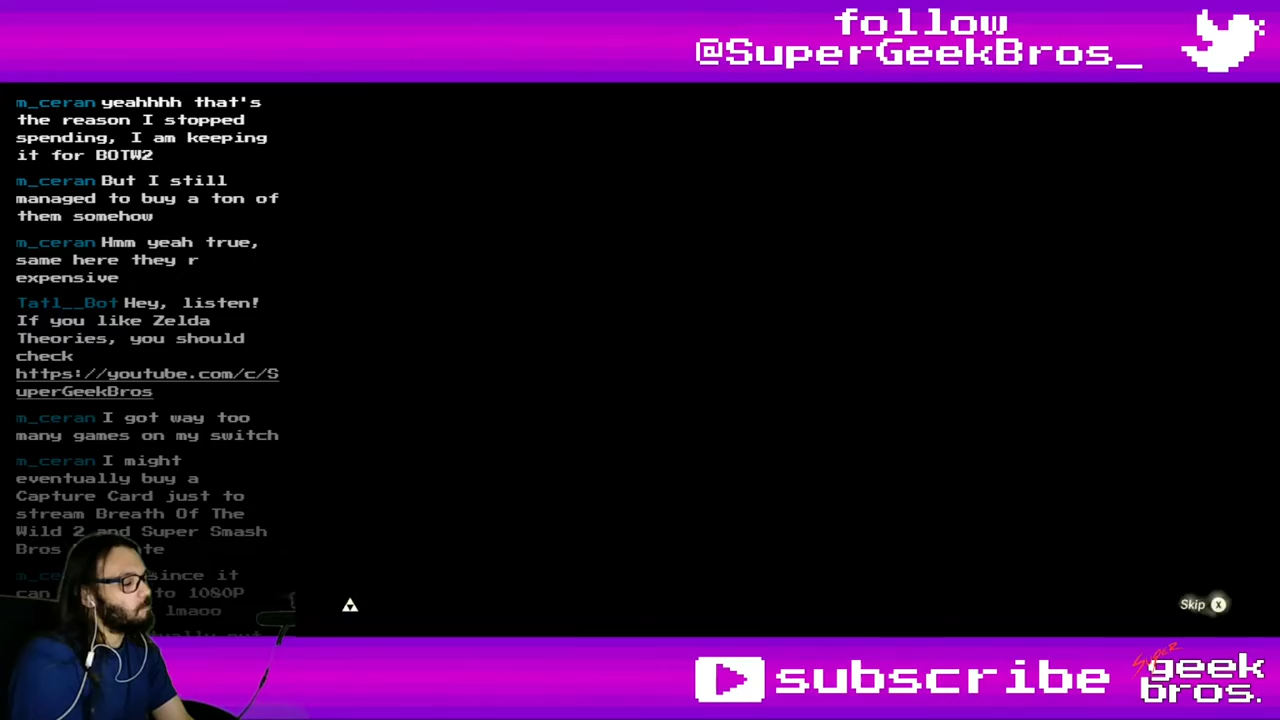 follow
@SuperGeekBros_
m_ceran yeahhhh that's
the reason I stopped
spending, I am keeping
it for BOTW2
m_ceran But I still
managed to buy a ton of
them somehow
m_ceran Hmm yeah true,
same here they r
expensive
Tatl__Bot Hey, listen!
If you like Zelda
Theories, you should
check
https://youtube.com/c/S
uperGeekBros
m_ceran I got way too
many games on my switch
m_ceran I might
eventually buy a
Capture Card just to
stream Breath Of The
Wild 2 and Super Smash
Bros
since it
can to 1080P
lmaoo
Skip X
subscribe
SUPER
geek
bros.